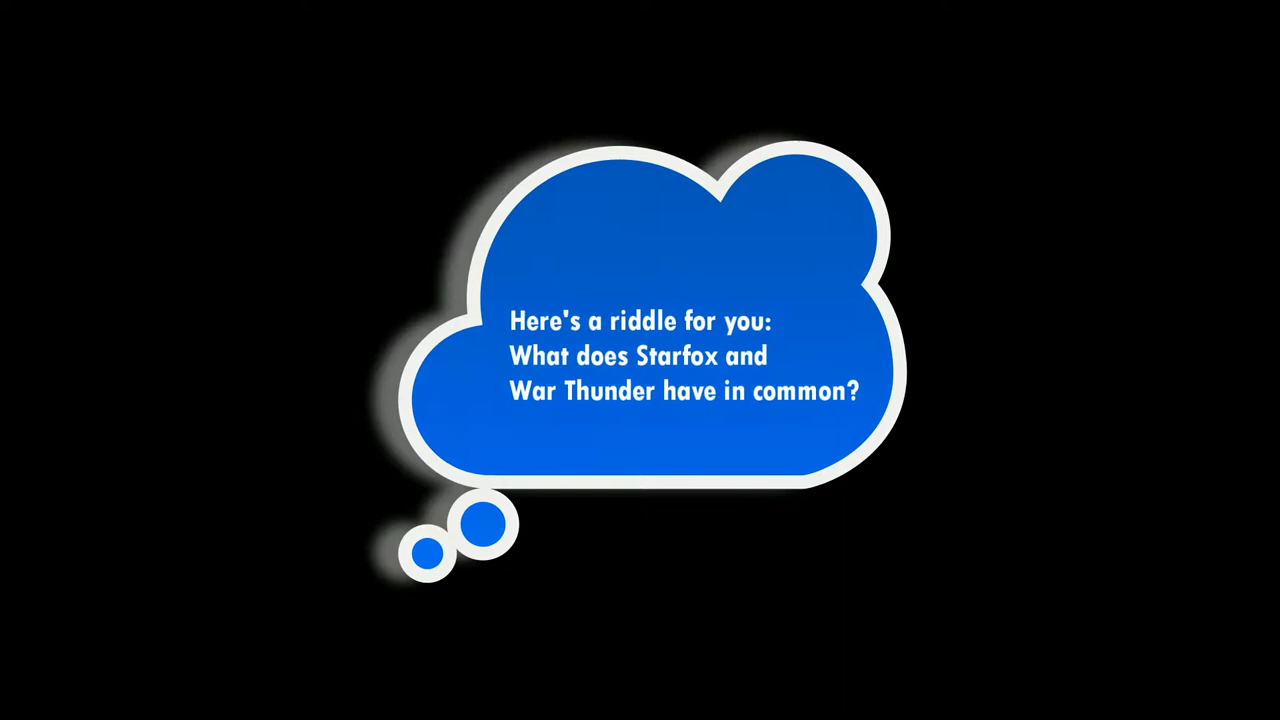 Here's a riddle for you:
What does Starfox and
War Thunder have in common?